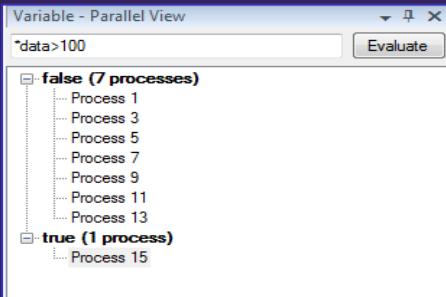 Variable - Parallel View
*data>100
Evaluate
false (7 processes)
Process 1
Process 3
Process 5
Process 7
Process 9
Process 11
Process 13
true (1 process)
Process 15